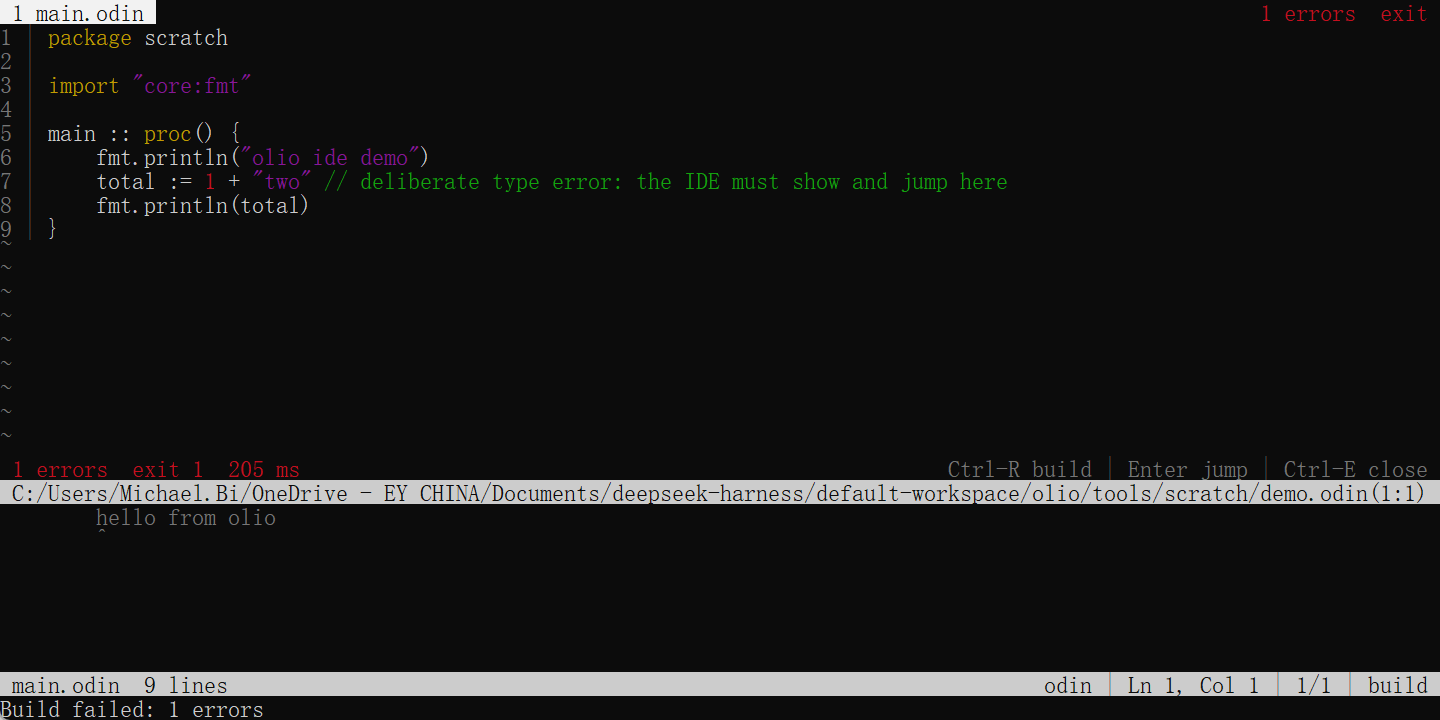 1 main.odin 1 errors exit
1 package scratch
2
3 import "core:fmt"
4
5 main :: proc() {
6     fmt.println("olio ide demo")
7     total := 1 + "two" // deliberate type error: the IDE must show and jump here
8     fmt.println(total)
9 }
~
~
~
~
~
~
~
~
~
1 errors  exit 1  205 ms Ctrl-R build │ Enter jump │ Ctrl-E close
C:/Users/Michael.Bi/OneDrive - EY CHINA/Documents/deepseek-harness/default-workspace/olio/tools/scratch/demo.odin(1:1)
hello from olio
^
main.odin  9 lines odin │ Ln 1, Col 1 │ 1/1 │ build
Build failed: 1 errors